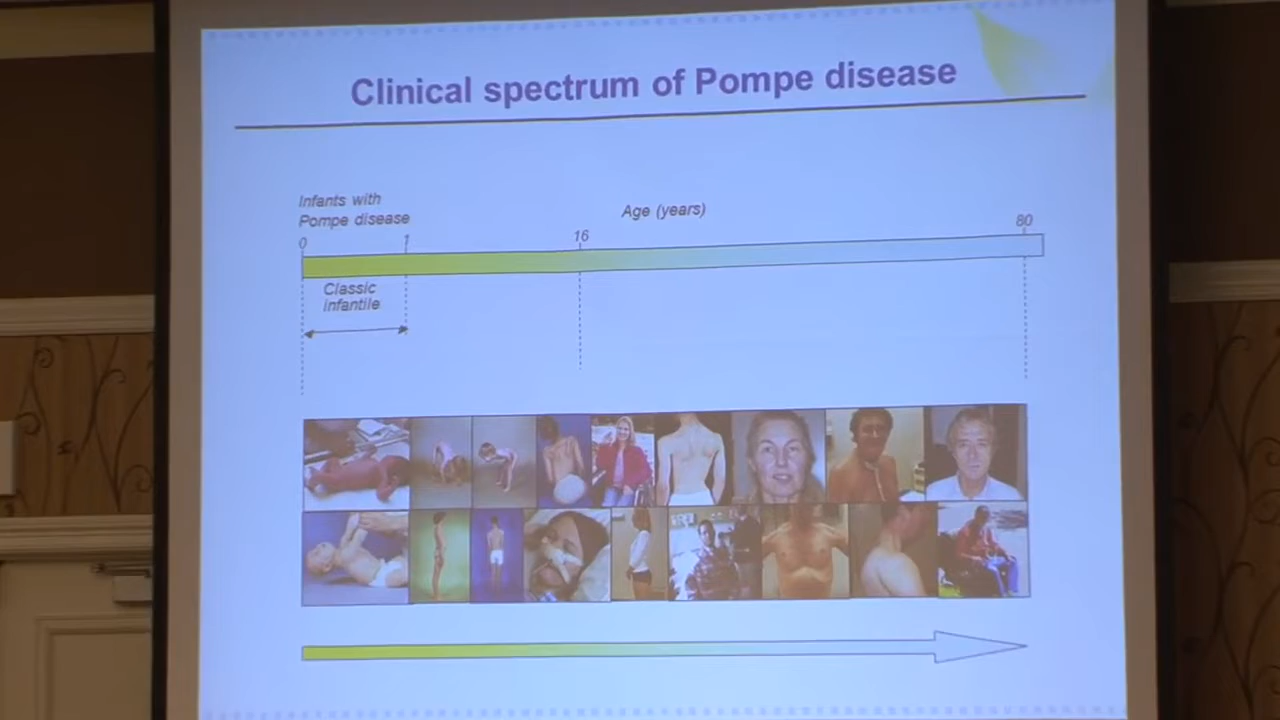 Clinical spectrum of Pompe disease
Infants with
Pompe disease
Age (years)
0
1
16
80
Classic
infantile